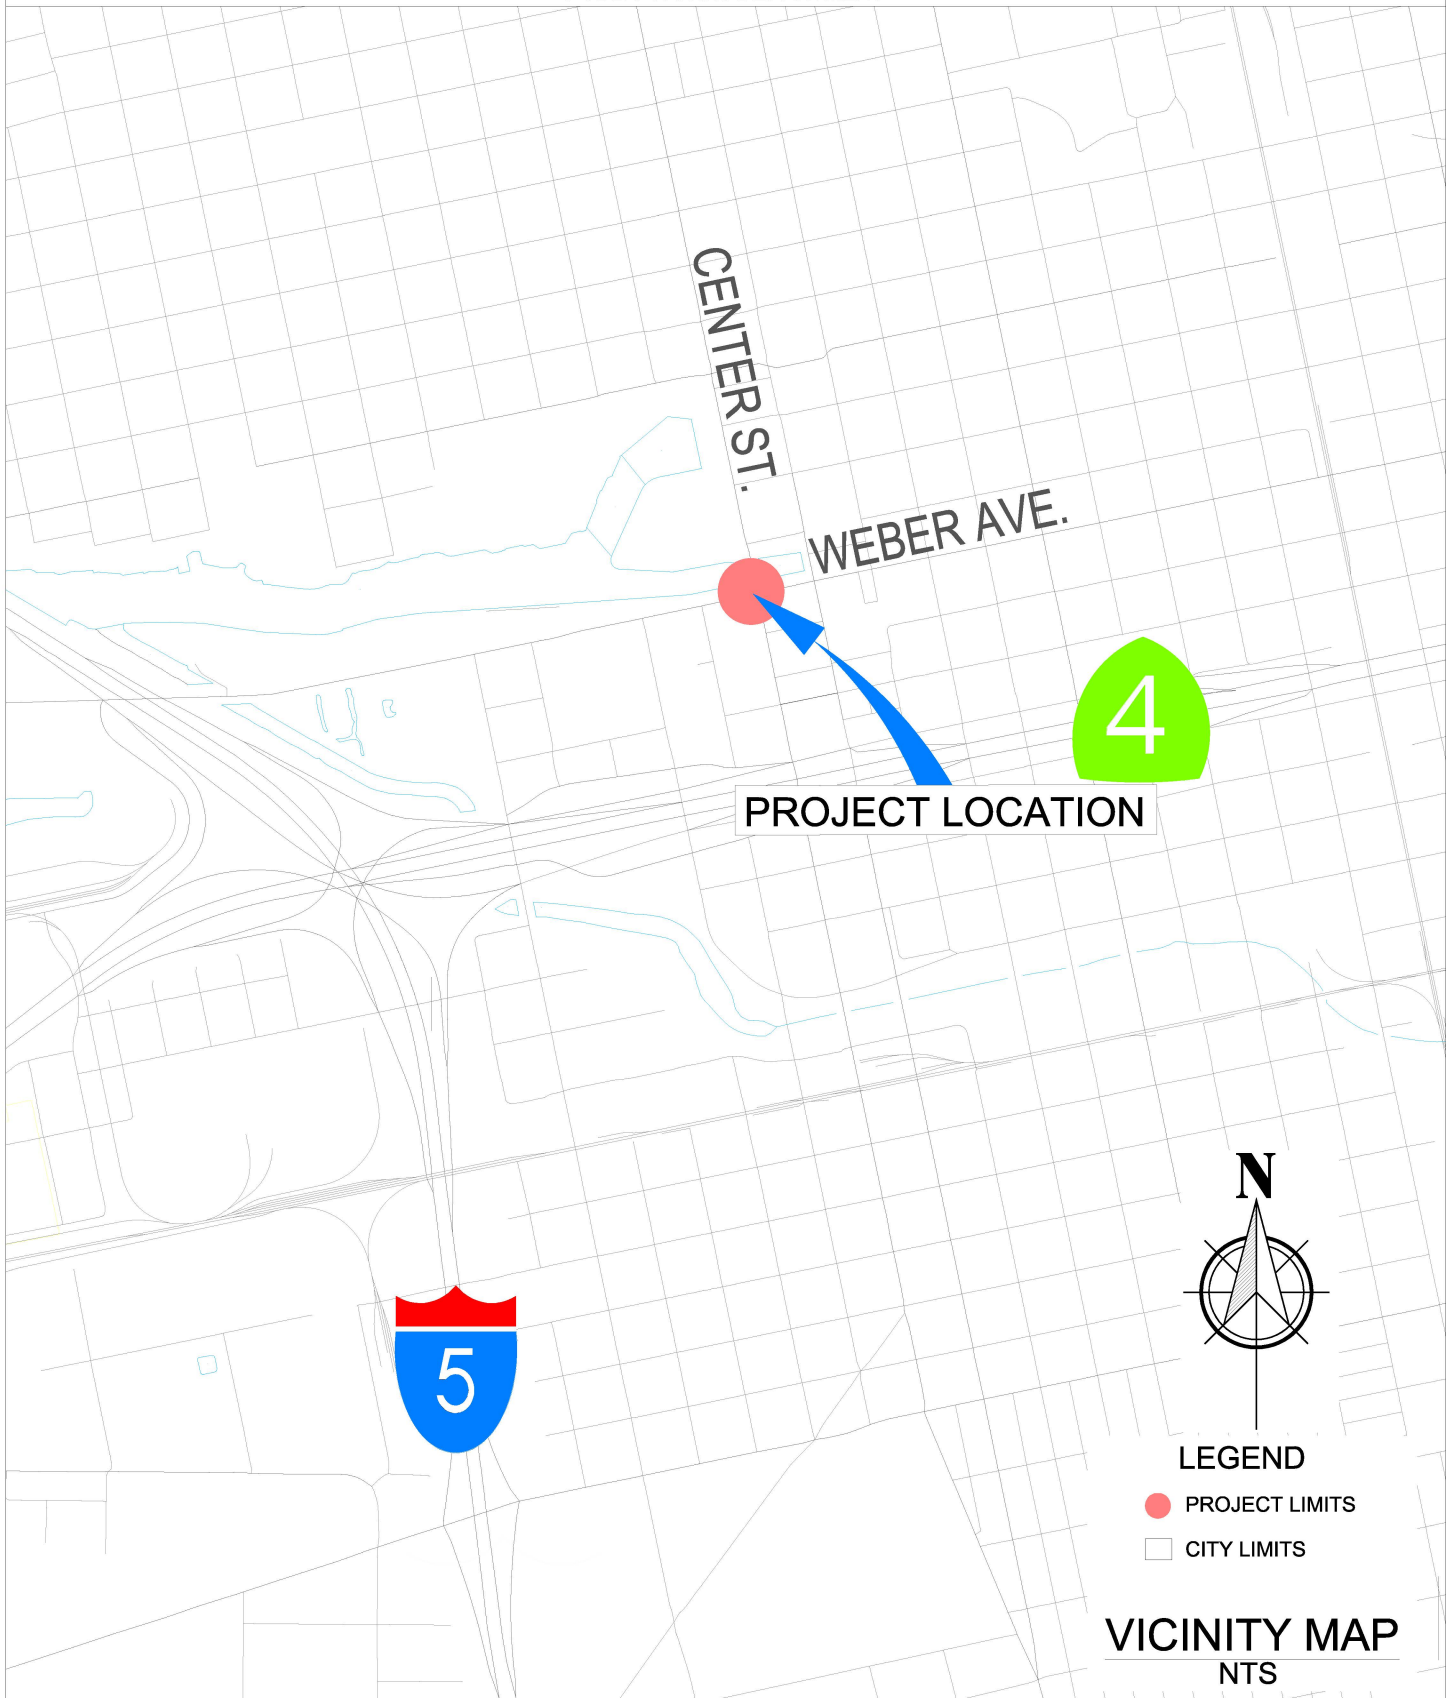 CENTER ST.
WEBER AVE.
4
PROJECT LOCATION
N
5
LEGEND
PROJECT LIMITS
CITY LIMITS
VICINITY MAP
NTS